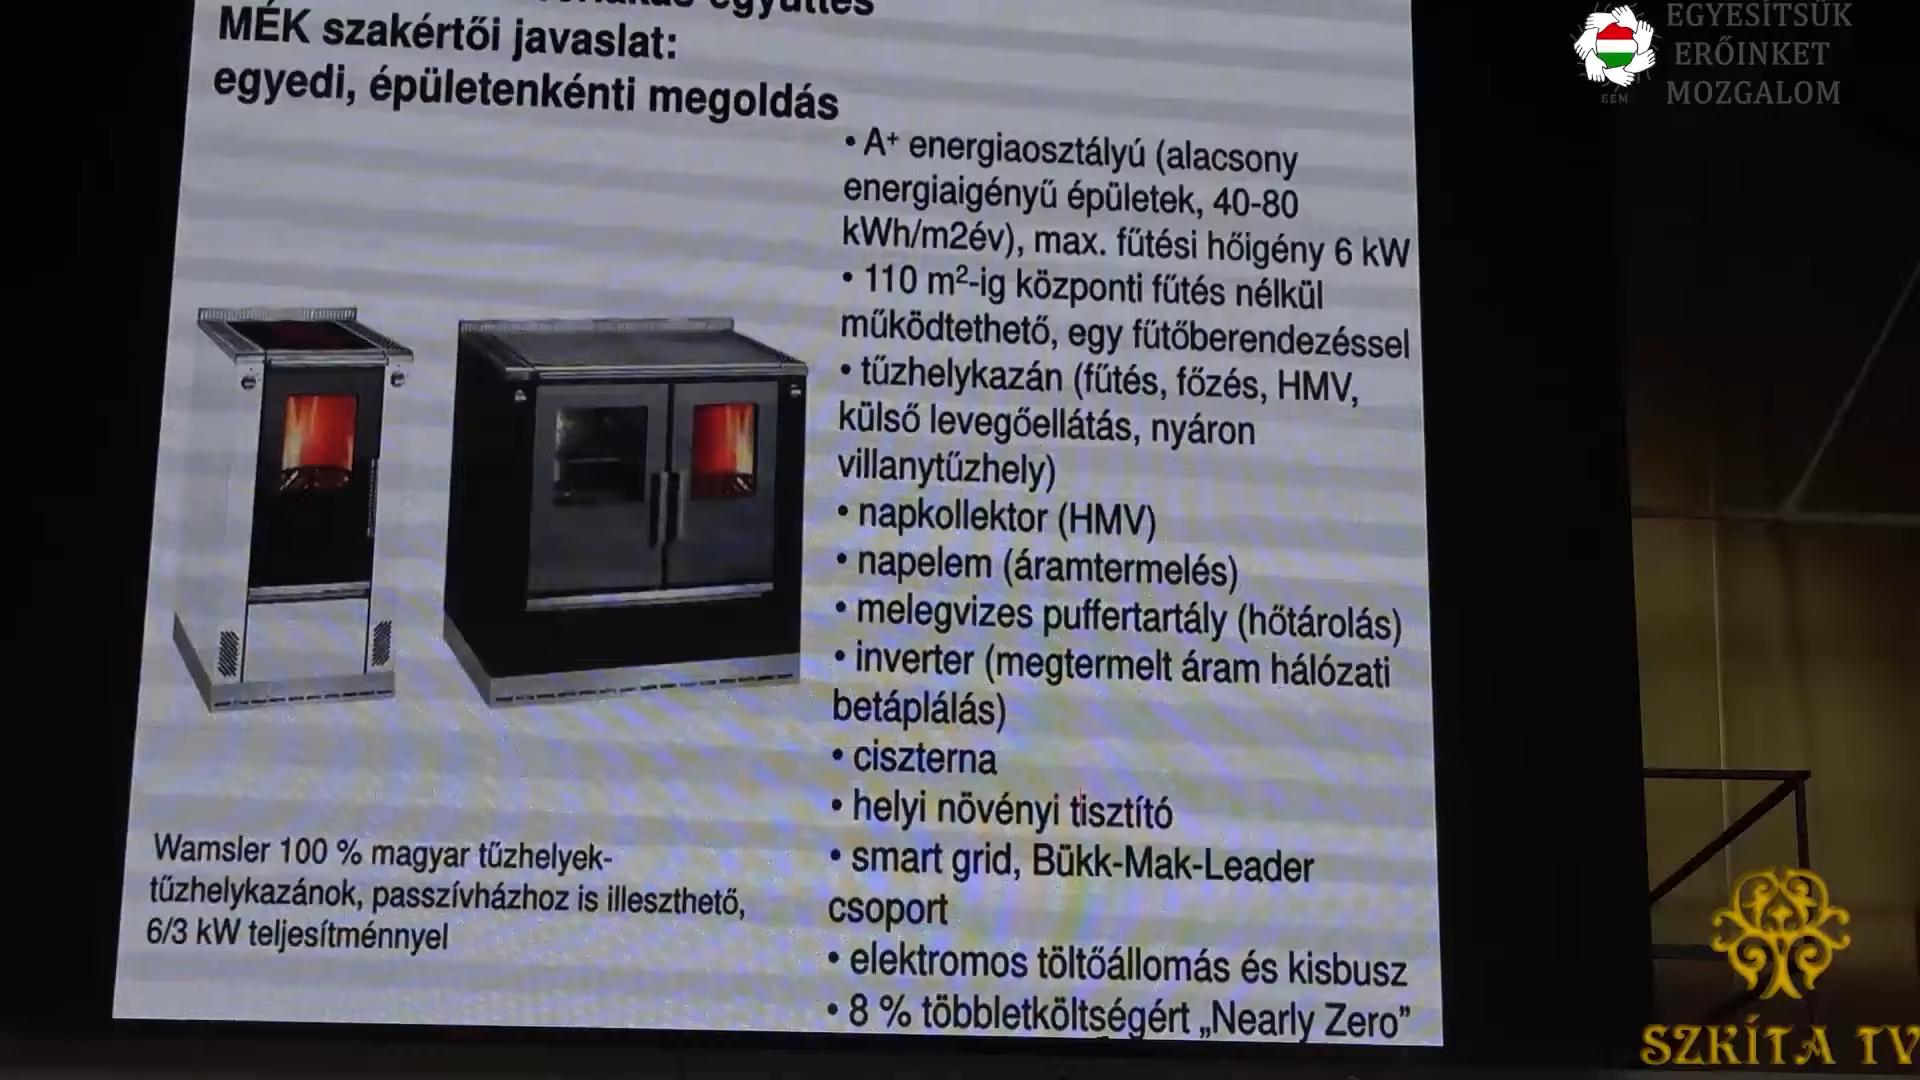 együttes
MÉK szakértői javaslat:
egyedi, épületenkénti megoldás
• A⁺ energiaosztályú (alacsony
energiaigényű épületek, 40-80
kWh/m2év), max. fűtési hőigény 6 kW
• 110 m²-ig központi fűtés nélkül
működtethető, egy fűtőberendezéssel
• tűzhelykazán (fűtés, főzés, HMV,
külső levegőellátás, nyáron
villanytűzhely)
• napkollektor (HMV)
• napelem (áramtermelés)
• melegvizes puffertartály (hőtárolás)
• inverter (megtermelt áram hálózati
betáplálás)
• ciszterna
• helyi növényi tisztító
• smart grid, Bükk-Mak-Leader
csoport
• elektromos töltőállomás és kisbusz
• 8 % többletköltségért „Nearly Zero”
Wamsler 100 % magyar tűzhelyek-
tűzhelykazánok, passzívházhoz is illeszthető,
6/3 kW teljesítménnyel
EGYESÍTSÜK
ERŐINKET
MOZGALOM
EEM
SZKÍTA TV